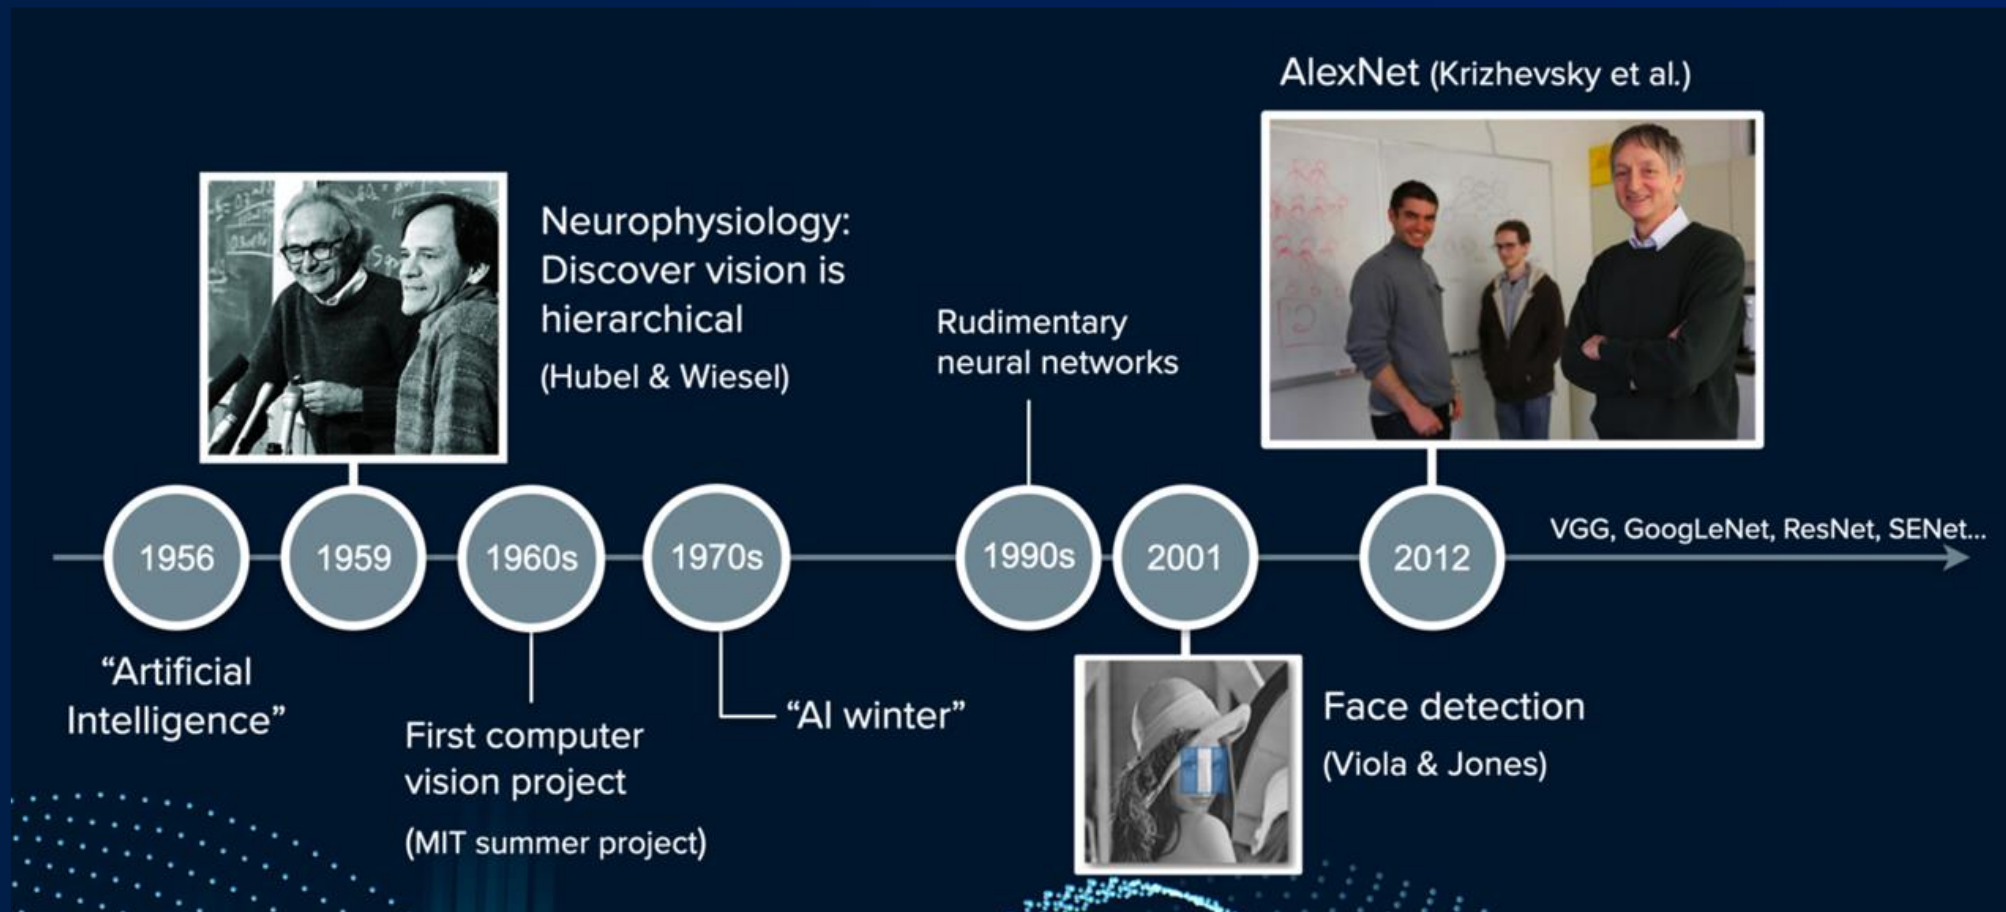 AlexNet (Krizhevsky et al.)
Neurophysiology:
Discover vision is
hierarchical
(Hubel & Wiesel)
Rudimentary
neural networks
1956
1959
1960s
1970s
1990s
2001
2012
VGG, GoogLeNet, ResNet, SENet...
“Artificial
Intelligence”
First computer
vision project
(MIT summer project)
“AI winter”
Face detection
(Viola & Jones)